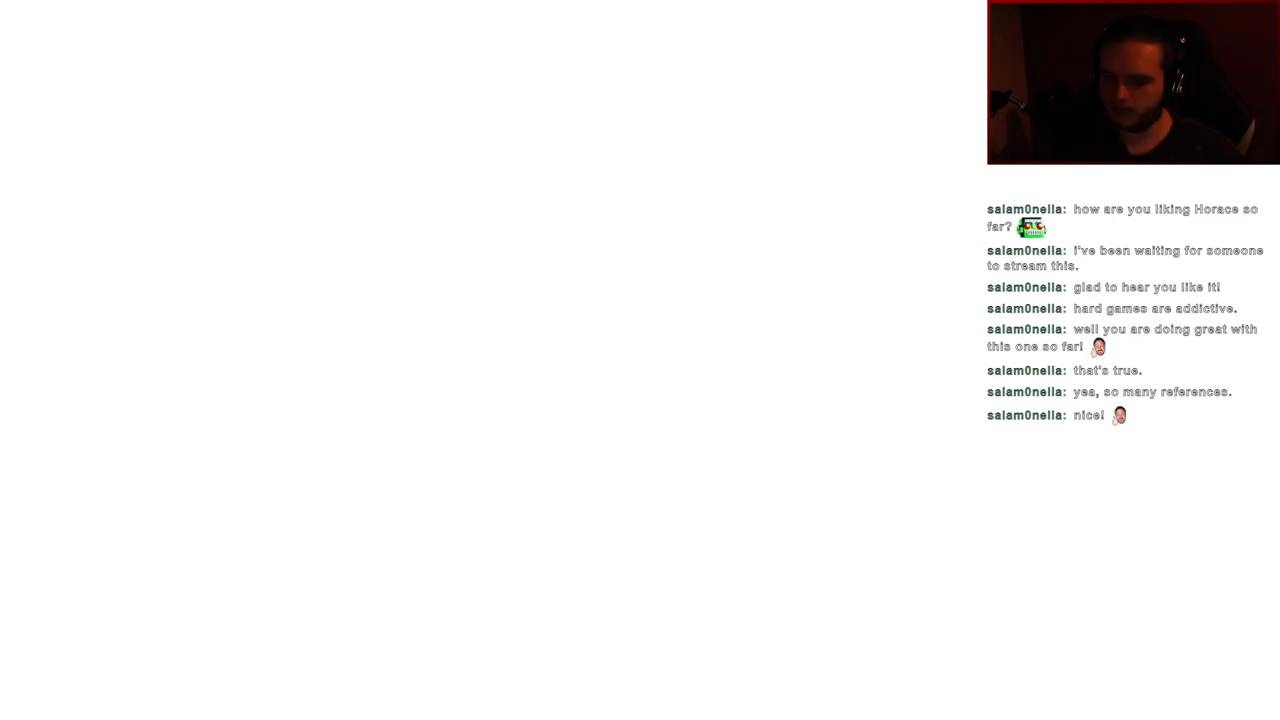 salam0nella: how are you liking Horace so
far?
salam0nella: i've been waiting for someone
to stream this.
salam0nella: glad to hear you like it!
salam0nella: hard games are addictive.
salam0nella: well you are doing great with
this one so far!
salam0nella: that's true.
salam0nella: yea, so many references.
salam0nella: nice!